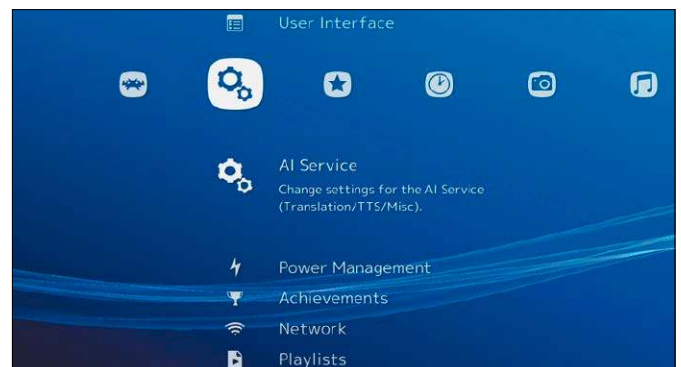 User Interface
AI Service
Change settings for the AI Service
(Translation/TTS/Misc).
Power Management
Achievements
Network
Playlists